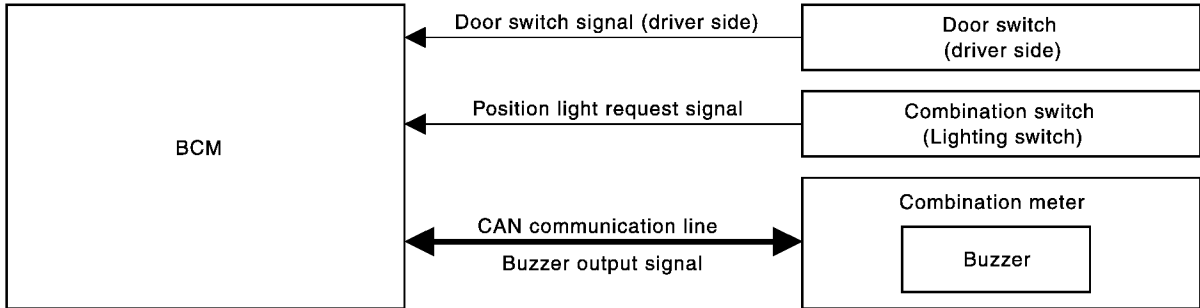 BCM
Door switch signal (driver side)
Door switch
(driver side)
Position light request signal
Combination switch
(Lighting switch)
CAN communication line
Buzzer output signal
Combination meter
Buzzer